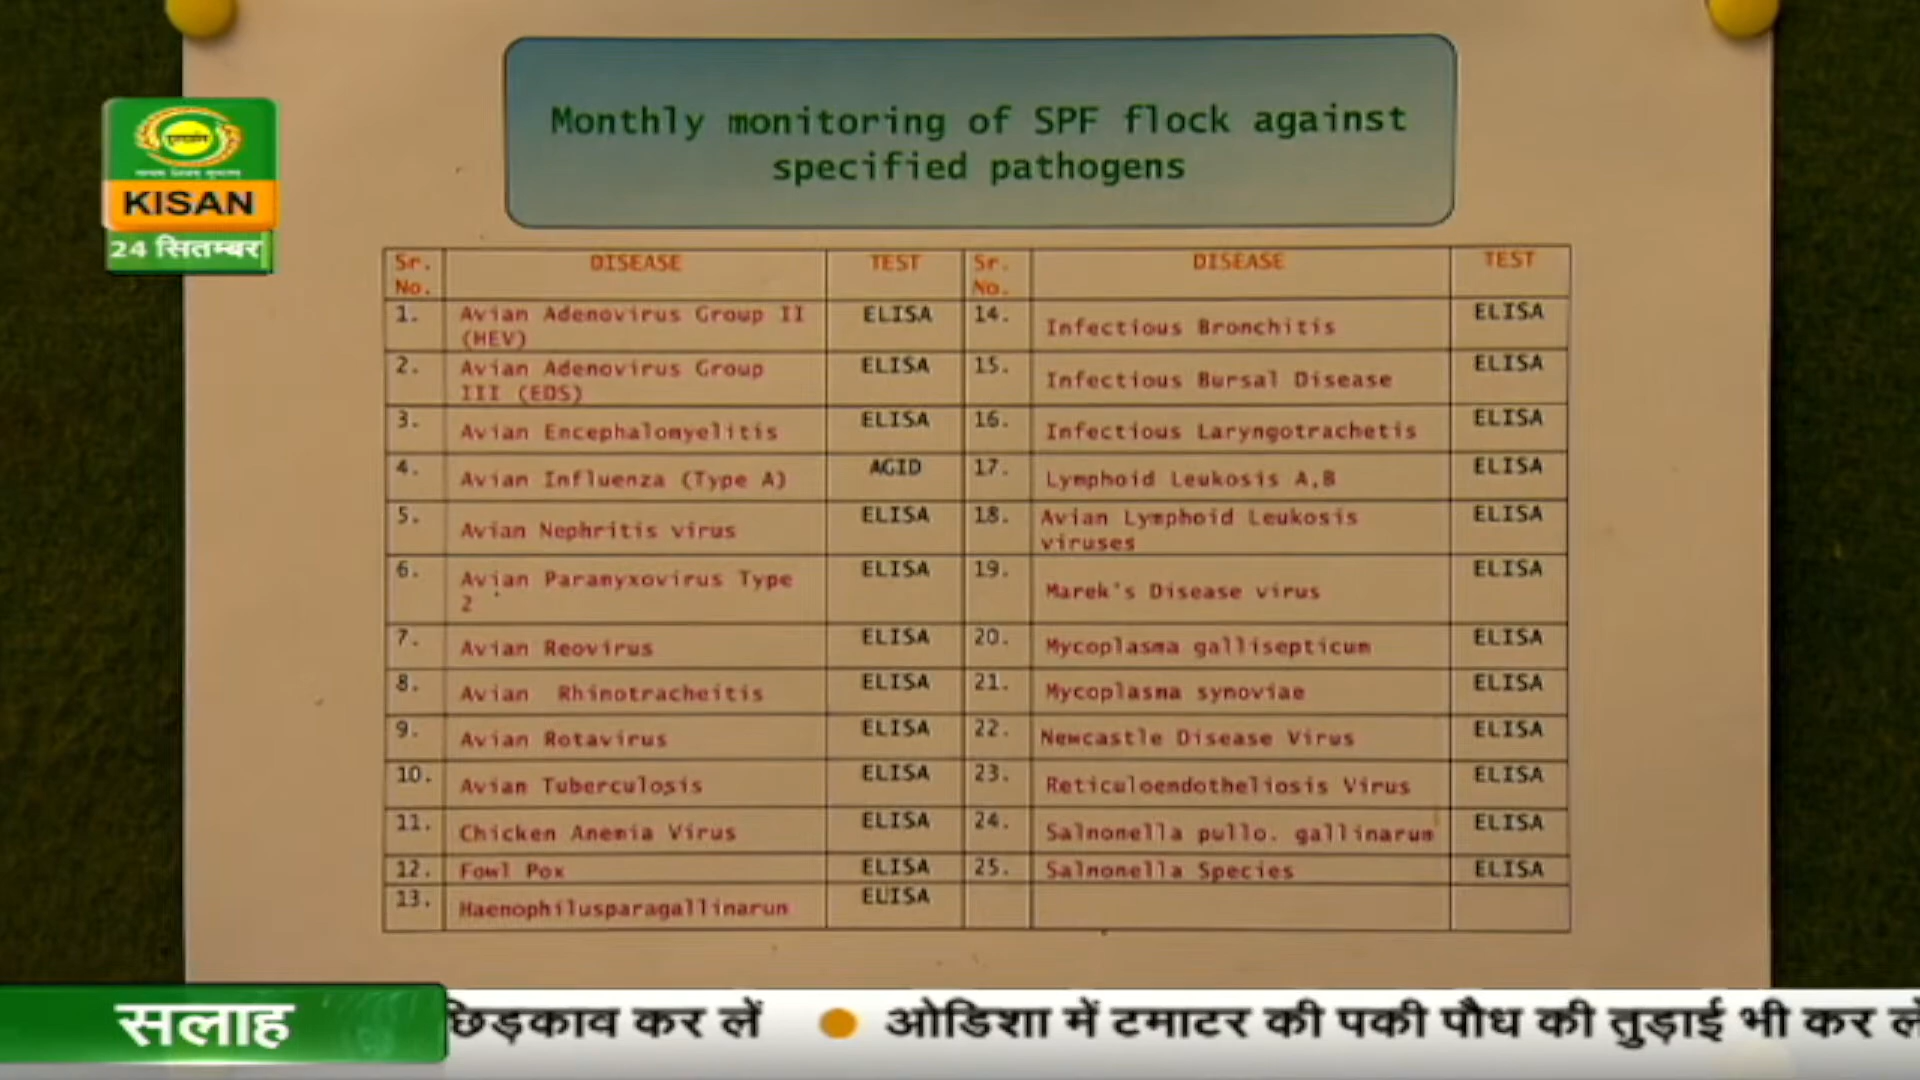 Monthly monitoring of SPF flock against
specified pathogens
KISAN
24 सितम्बर
Sr. No. DISEASE TEST Sr. No. DISEASE TEST
1. Avian Adenovirus Group II (HEV) ELISA 14. Infectious Bronchitis ELISA
2. Avian Adenovirus Group III (EDS) ELISA 15. Infectious Bursal Disease ELISA
3. Avian Encephalomyelitis ELISA 16. Infectious Laryngotrachetis ELISA
4. Avian Influenza (Type A) AGID 17. Lymphoid Leukosis A,B ELISA
5. Avian Nephritis virus ELISA 18. Avian Lymphoid Leukosis viruses ELISA
6. Avian Paramyxovirus Type 2 ELISA 19. Marek's Disease virus ELISA
7. Avian Reovirus ELISA 20. Mycoplasma gallisepticum ELISA
8. Avian Rhinotracheitis ELISA 21. Mycoplasma synoviae ELISA
9. Avian Rotavirus ELISA 22. Newcastle Disease Virus ELISA
10. Avian Tuberculosis ELISA 23. Reticuloendotheliosis Virus ELISA
11. Chicken Anemia Virus ELISA 24. Salmonella pullo. gallinarum ELISA
12. Fowl Pox ELISA 25. Salmonella Species ELISA
13. Haemophilusparagallinarun ELISA
सलाह छिड़काव कर लें ओडिशा में टमाटर की पकी पौध की तुड़ाई भी कर लें